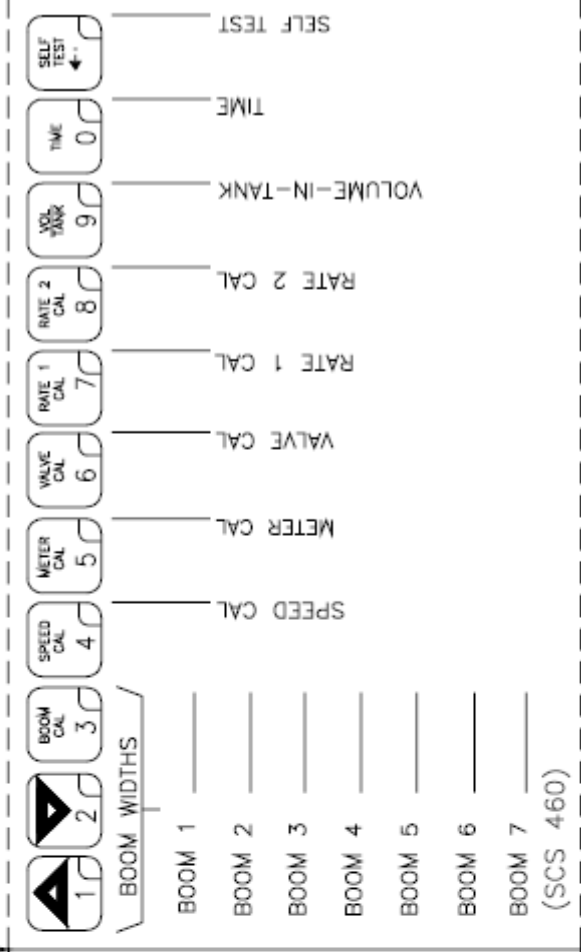 1
2
BOOM CAL
3
SPEED CAL
4
METER CAL
5
VALVE CAL
6
RATE 1 CAL
7
RATE 2 CAL
8
VOL TANK
9
TIME
0
SELF TEST
BOOM WIDTHS
BOOM 1
BOOM 2
BOOM 3
BOOM 4
BOOM 5
BOOM 6
BOOM 7
(SCS 460)
SPEED CAL
METER CAL
VALVE CAL
RATE 1 CAL
RATE 2 CAL
VOLUME-IN-TANK
TIME
SELF TEST